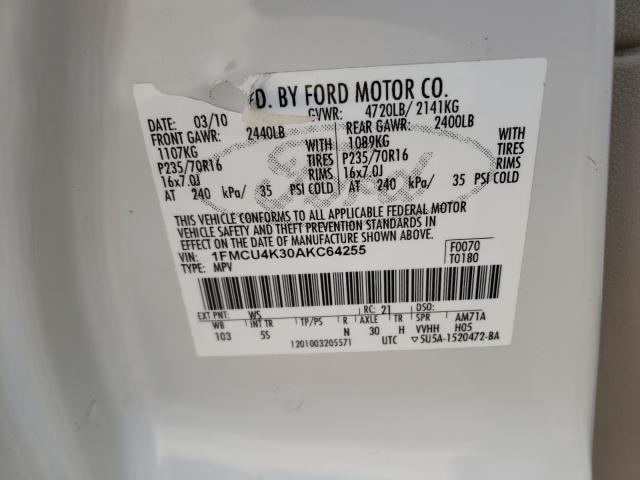 FD. BY FORD MOTOR CO.
DATE: 03/10 GVWR: 4720LB/ 2141KG
FRONT GAWR: 2440LB REAR GAWR: 2400LB
1107KG WITH 1089KG WITH
P235/70R16 TIRES P235/70R16 TIRES
16x7.0J RIMS 16x7.0J RIMS
AT 240 kPa/ 35 PSI COLD AT 240 kPa/ 35 PSI COLD
Ford
THIS VEHICLE CONFORMS TO ALL APPLICABLE FEDERAL MOTOR
VEHICLE SAFETY AND THEFT PREVENTION STANDARDS IN
EFFECT ON THE DATE OF MANUFACTURE SHOWN ABOVE.
VIN: 1FMCU4K30AKC64255 F0070
TYPE: MPV T0180
EXT PNT: WS RC: 21 DSO:
WB INT TR TP/PS R AXLE TR SPR AM71A
103 5S N 30 H VVHH H05
1201003205571 UTC ▽5U5A-1520472-BA